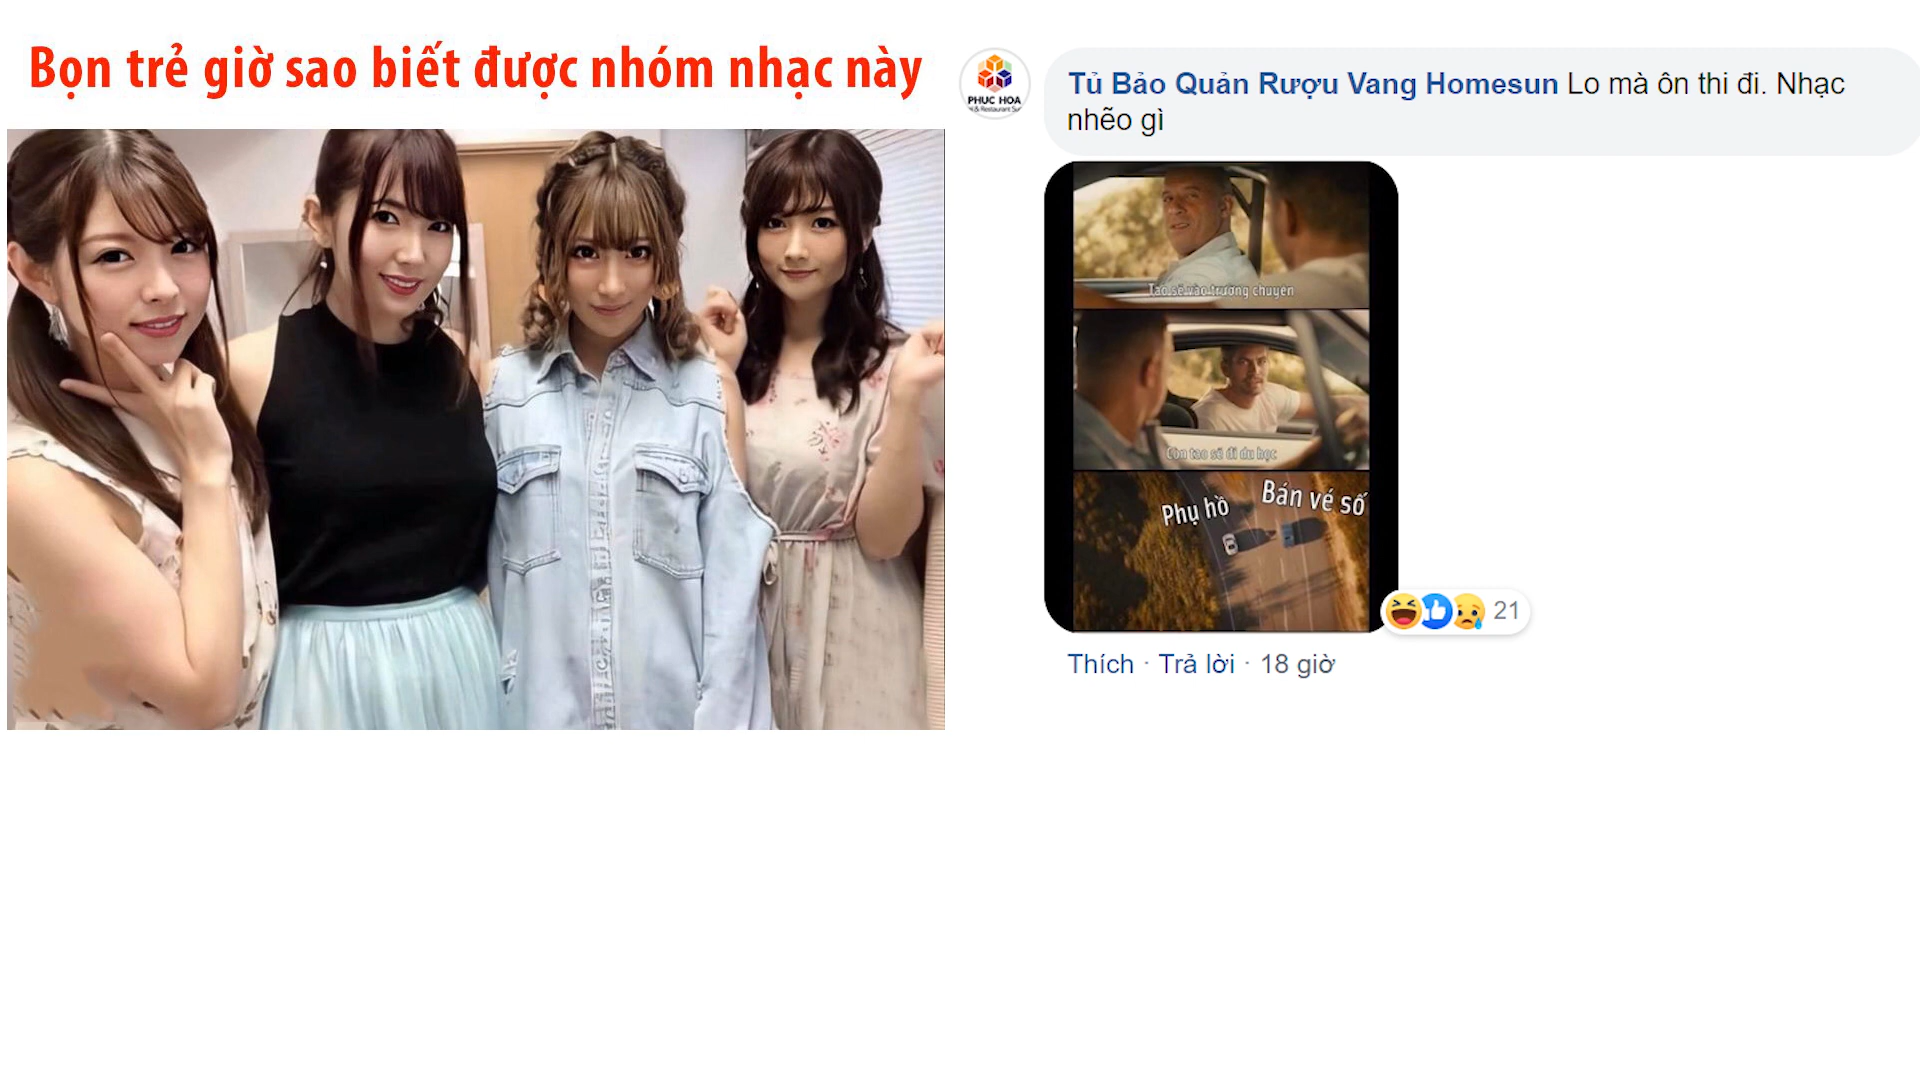 Bọn trẻ giờ sao biết được nhóm nhạc này
PHUC HOA
Tủ Bảo Quản Rượu Vang Homesun Lo mà ôn thi đi. Nhạc
nhẽo gì
Tao sẽ vào trường chuyên
Còn tao sẽ đi du học
Phụ hồ
Bán vé số
21
Thích · Trả lời · 18 giờ